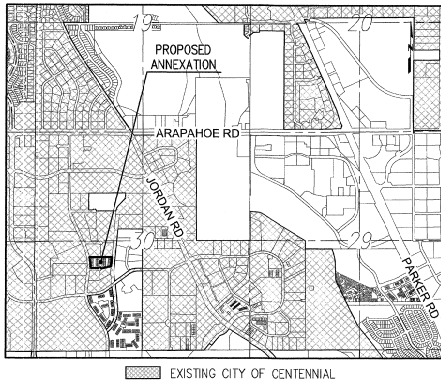 19
20
PROPOSED
ANNEXATION
ARAPAHOE RD
JORDAN RD
30
29
PARKER RD
EXISTING CITY OF CENTENNIAL